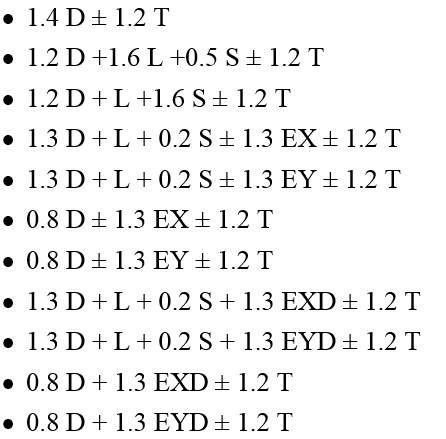 • 1.4 D ± 1.2 T
• 1.2 D +1.6 L +0.5 S ± 1.2 T
• 1.2 D + L +1.6 S ± 1.2 T
• 1.3 D + L + 0.2 S ± 1.3 EX ± 1.2 T
• 1.3 D + L + 0.2 S ± 1.3 EY ± 1.2 T
• 0.8 D ± 1.3 EX ± 1.2 T
• 0.8 D ± 1.3 EY ± 1.2 T
• 1.3 D + L + 0.2 S + 1.3 EXD ± 1.2 T
• 1.3 D + L + 0.2 S + 1.3 EYD ± 1.2 T
• 0.8 D + 1.3 EXD ± 1.2 T
• 0.8 D + 1.3 EYD ± 1.2 T